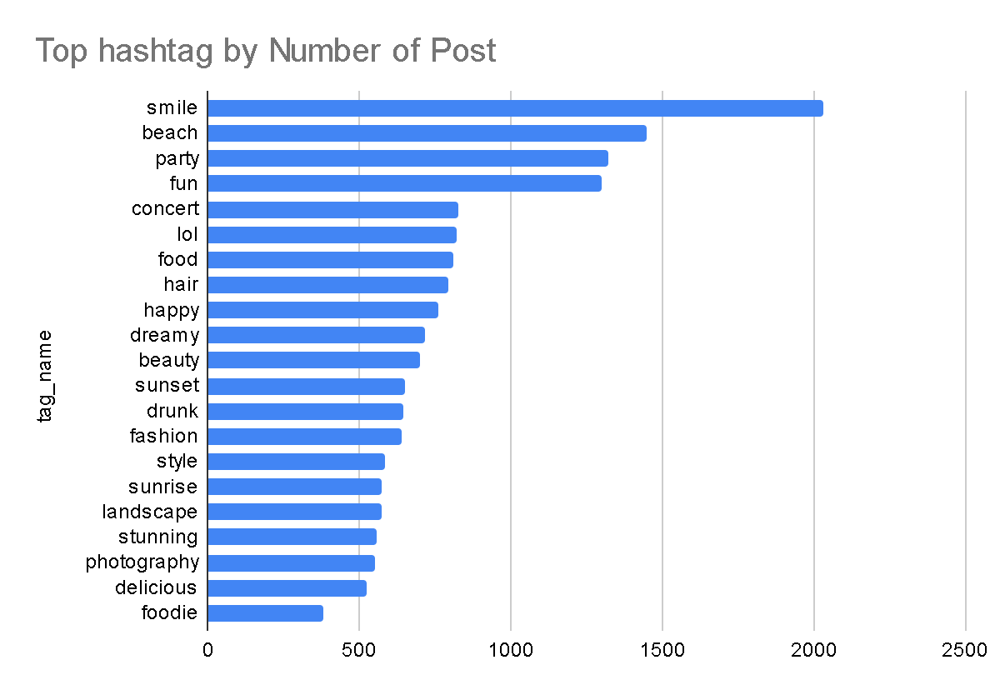 Top hashtag by Number of Post
tag_name
smile
beach
party
fun
concert
lol
food
hair
happy
dreamy
beauty
sunset
drunk
fashion
style
sunrise
landscape
stunning
photography
delicious
foodie
0 500 1000 1500 2000 2500